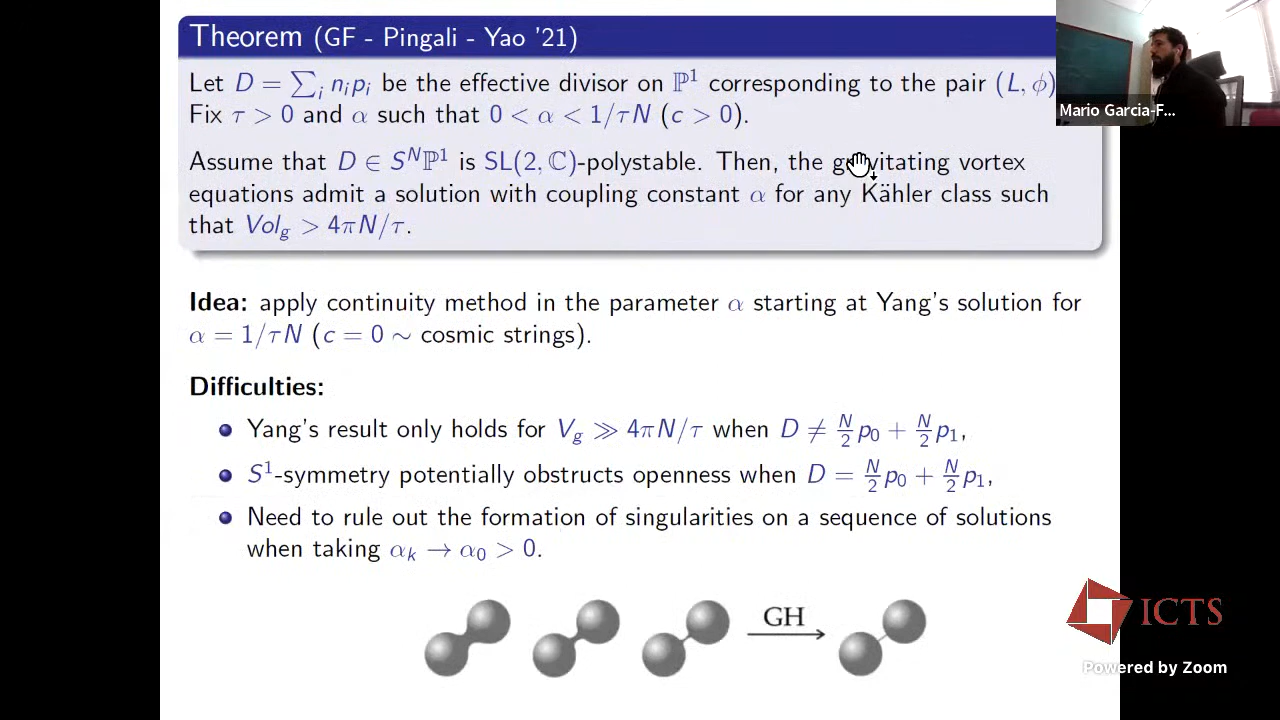 Theorem (GF - Pingali - Yao '21)
Let D = ∑ᵢ nᵢpᵢ be the effective divisor on ℙ¹ corresponding to the pair (L, ϕ)
Fix τ > 0 and α such that 0 < α < 1/τN (c > 0).
Assume that D ∈ Sᴺℙ¹ is SL(2, ℂ)-polystable. Then, the gravitating vortex
equations admit a solution with coupling constant α for any Kähler class such
that Vol_g > 4πN/τ.
Idea: apply continuity method in the parameter α starting at Yang's solution for
α = 1/τN (c = 0 ∼ cosmic strings).
Difficulties:
Yang's result only holds for V_g ≫ 4πN/τ when D ≠ N/2 p₀ + N/2 p₁,
S¹-symmetry potentially obstructs openness when D = N/2 p₀ + N/2 p₁,
Need to rule out the formation of singularities on a sequence of solutions
when taking αₖ → α₀ > 0.
GH
Mario Garcia-F...
ICTS
Powered by Zoom